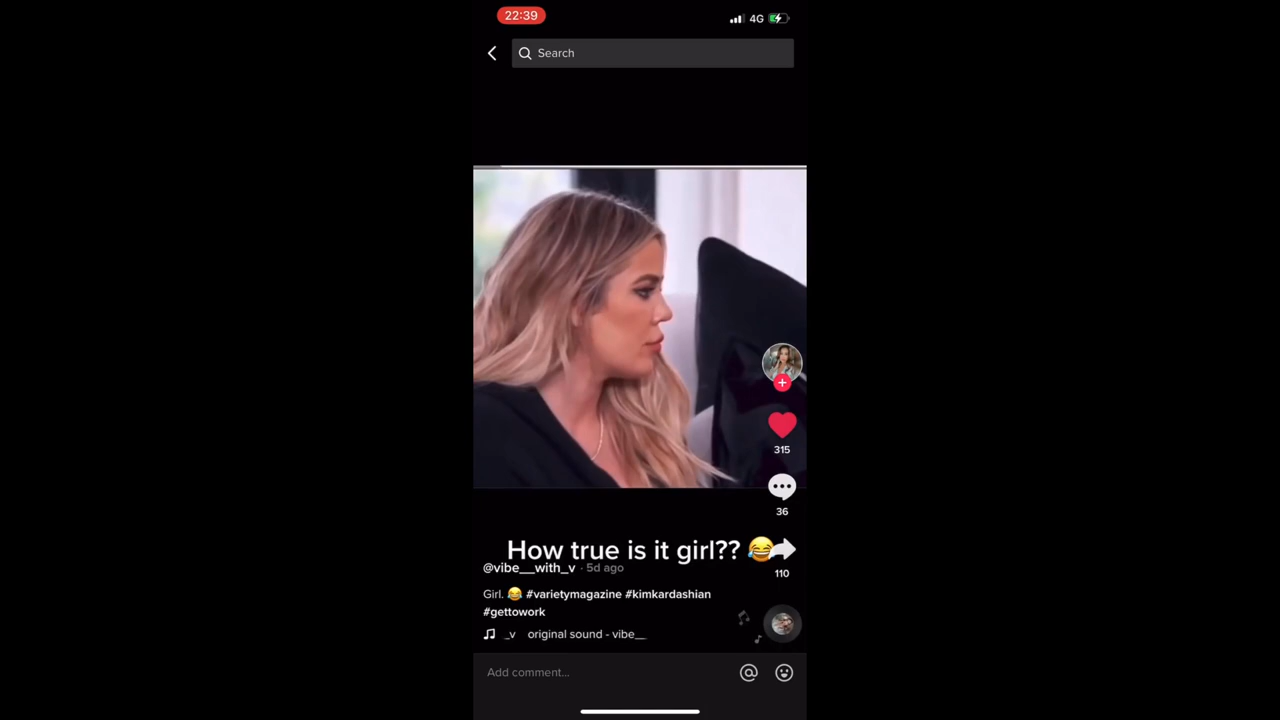 22:39
4G
Search
315
36
How true is it girl?? 😂
110
@vibe__with_v · 5d ago
Girl. 😂 #varietymagazine #kimkardashian
#gettowork
_v original sound - vibe__
Add comment...